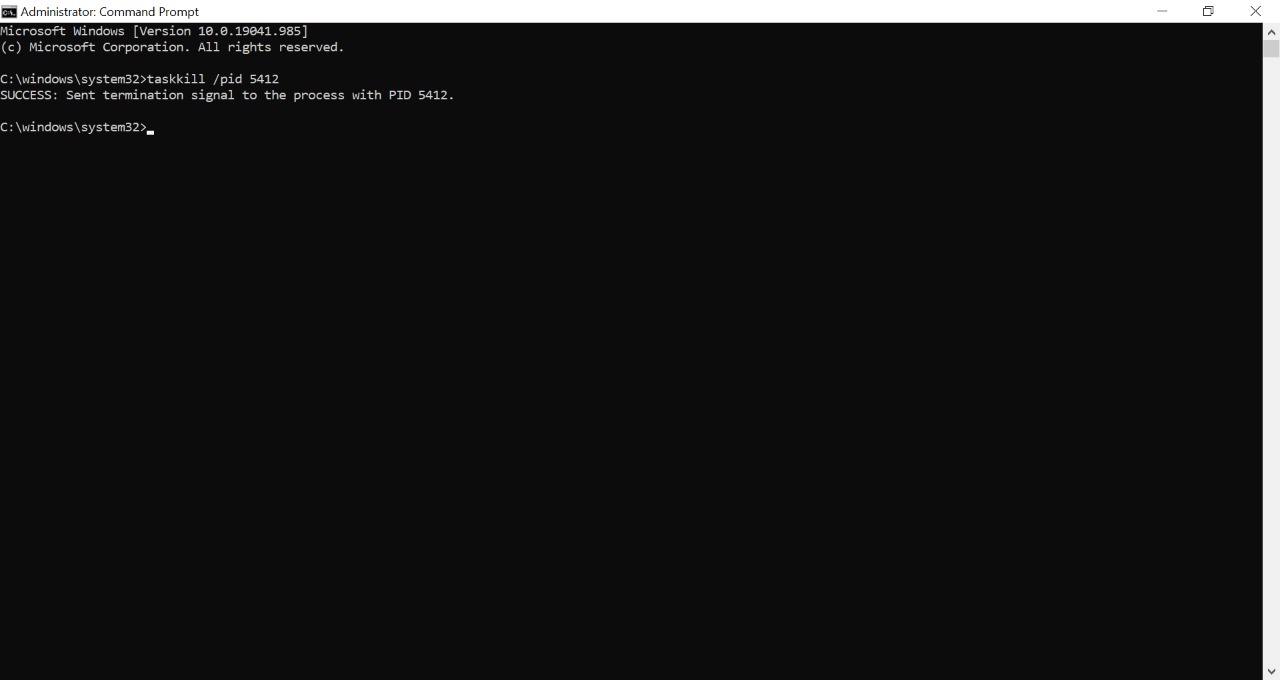 Administrator: Command Prompt
Microsoft Windows [Version 10.0.19041.985]
(c) Microsoft Corporation. All rights reserved.
C:\windows\system32>taskkill /pid 5412
SUCCESS: Sent termination signal to the process with PID 5412.
C:\windows\system32>